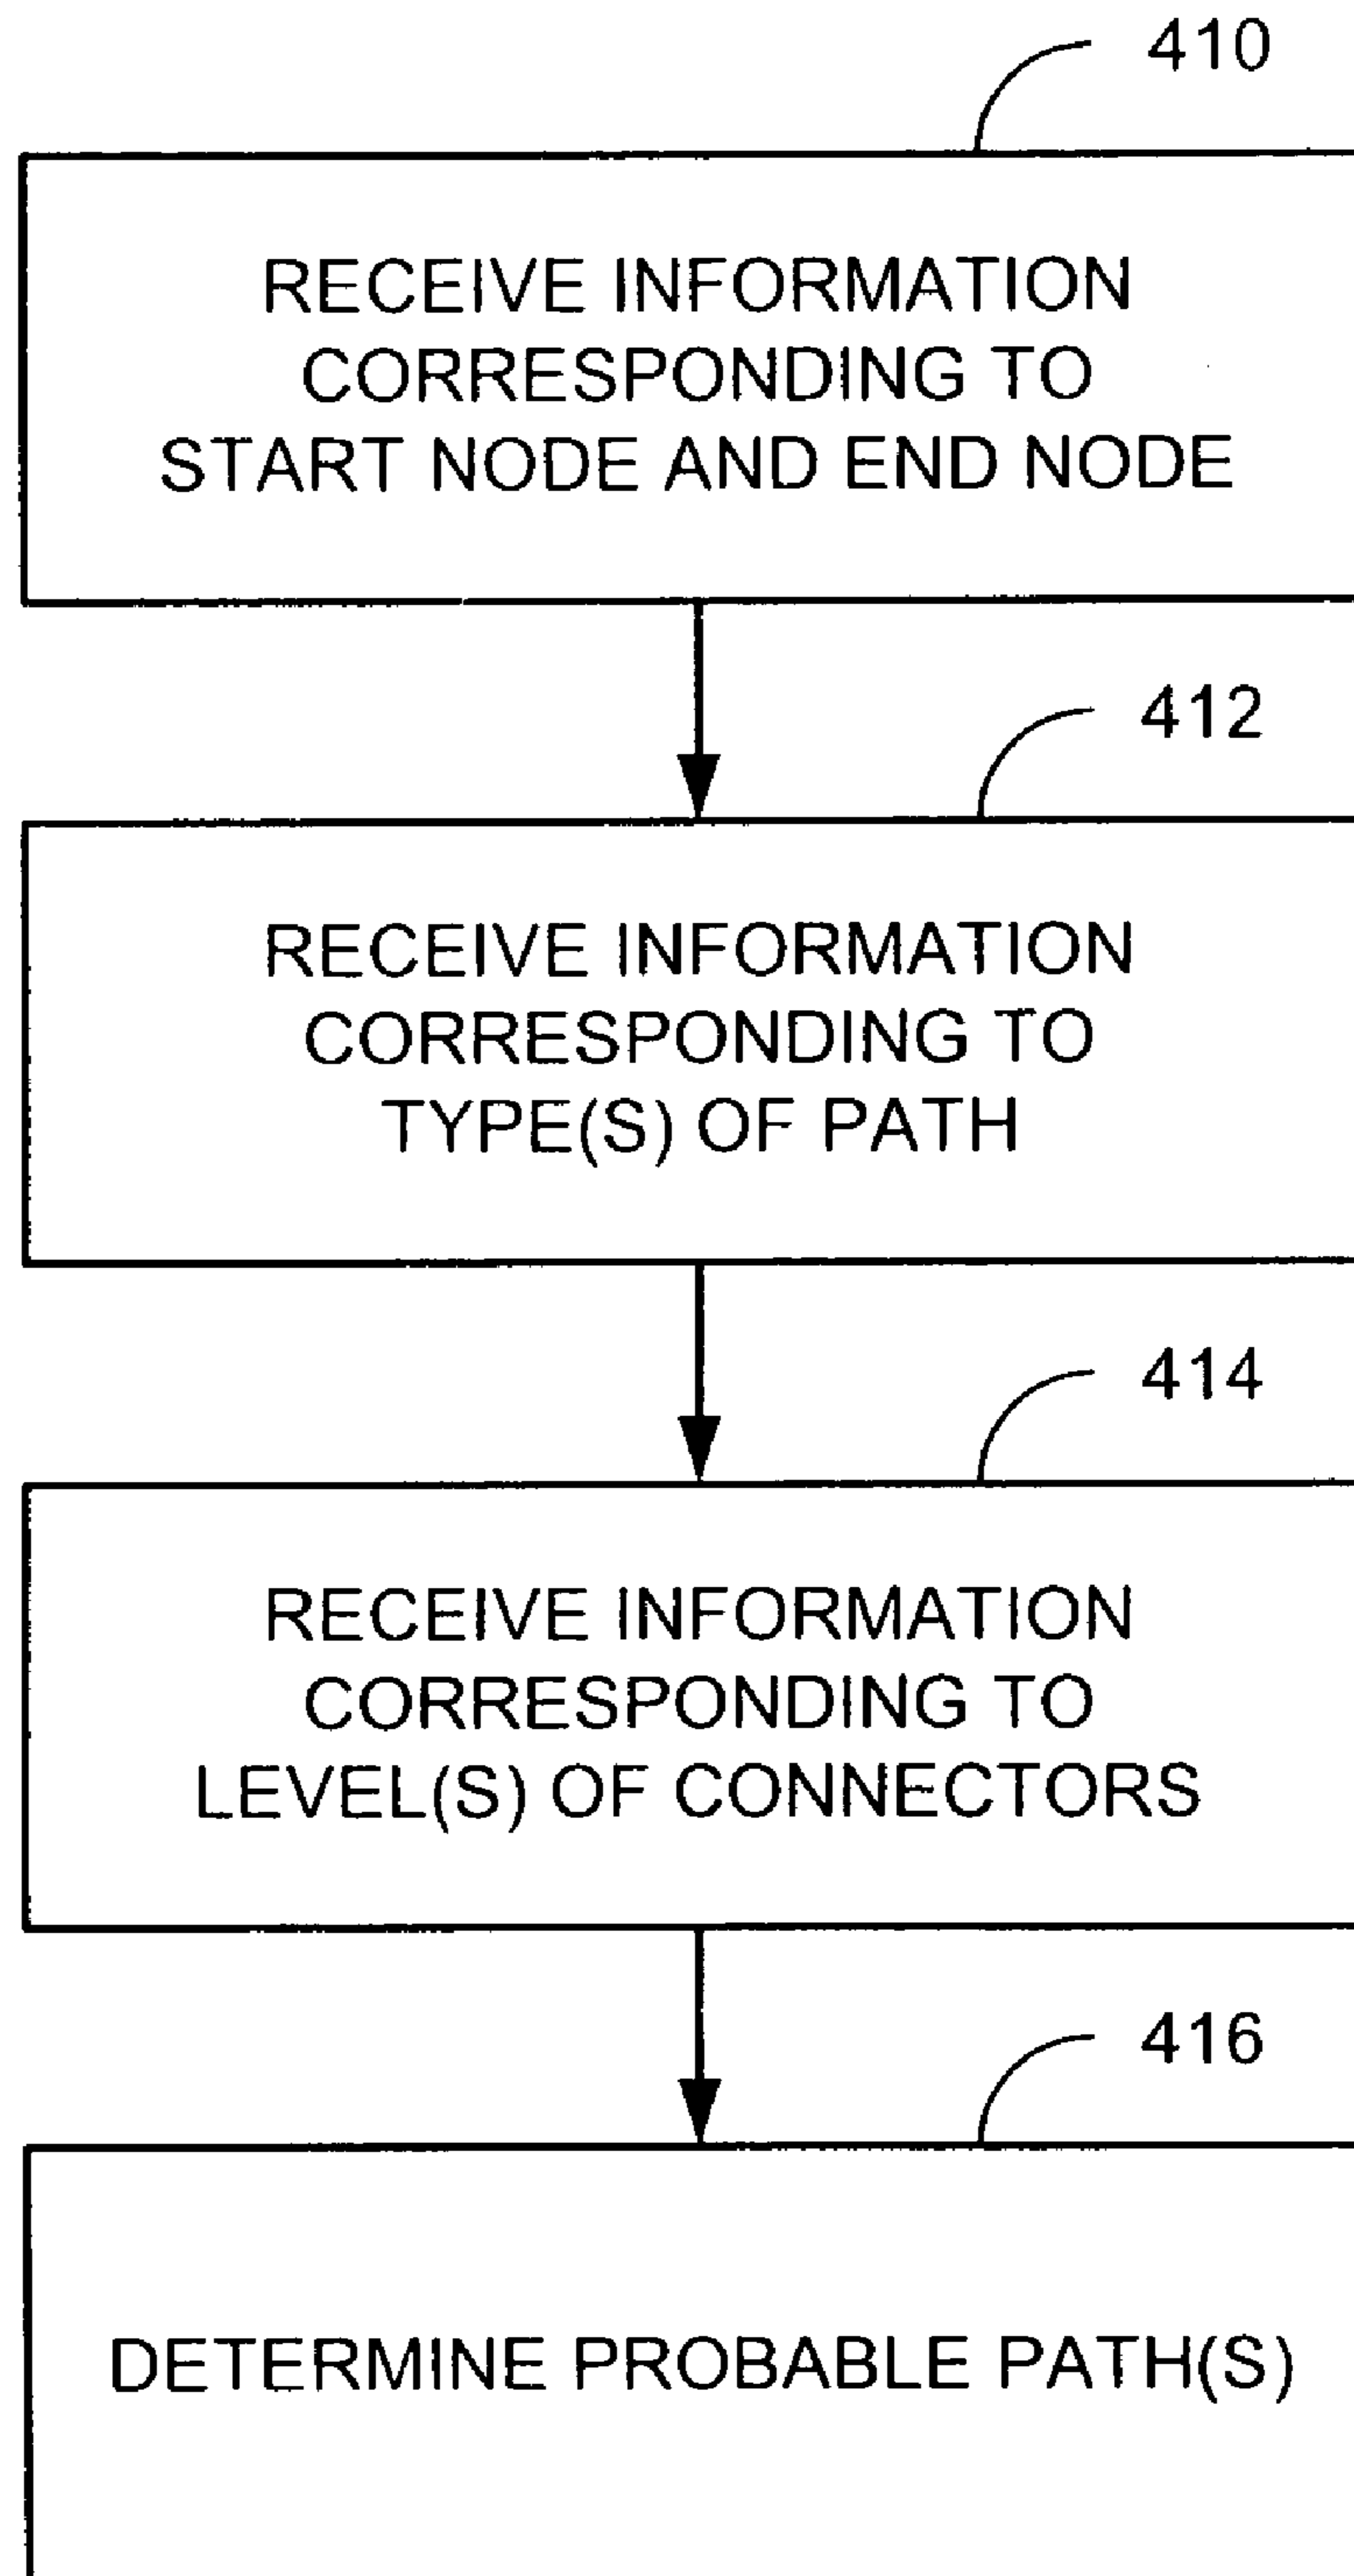 410
RECEIVE INFORMATION
CORRESPONDING TO
START NODE AND END NODE
412
RECEIVE INFORMATION
CORRESPONDING TO
TYPE(S) OF PATH
414
RECEIVE INFORMATION
CORRESPONDING TO
LEVEL(S) OF CONNECTORS
416
DETERMINE PROBABLE PATH(S)